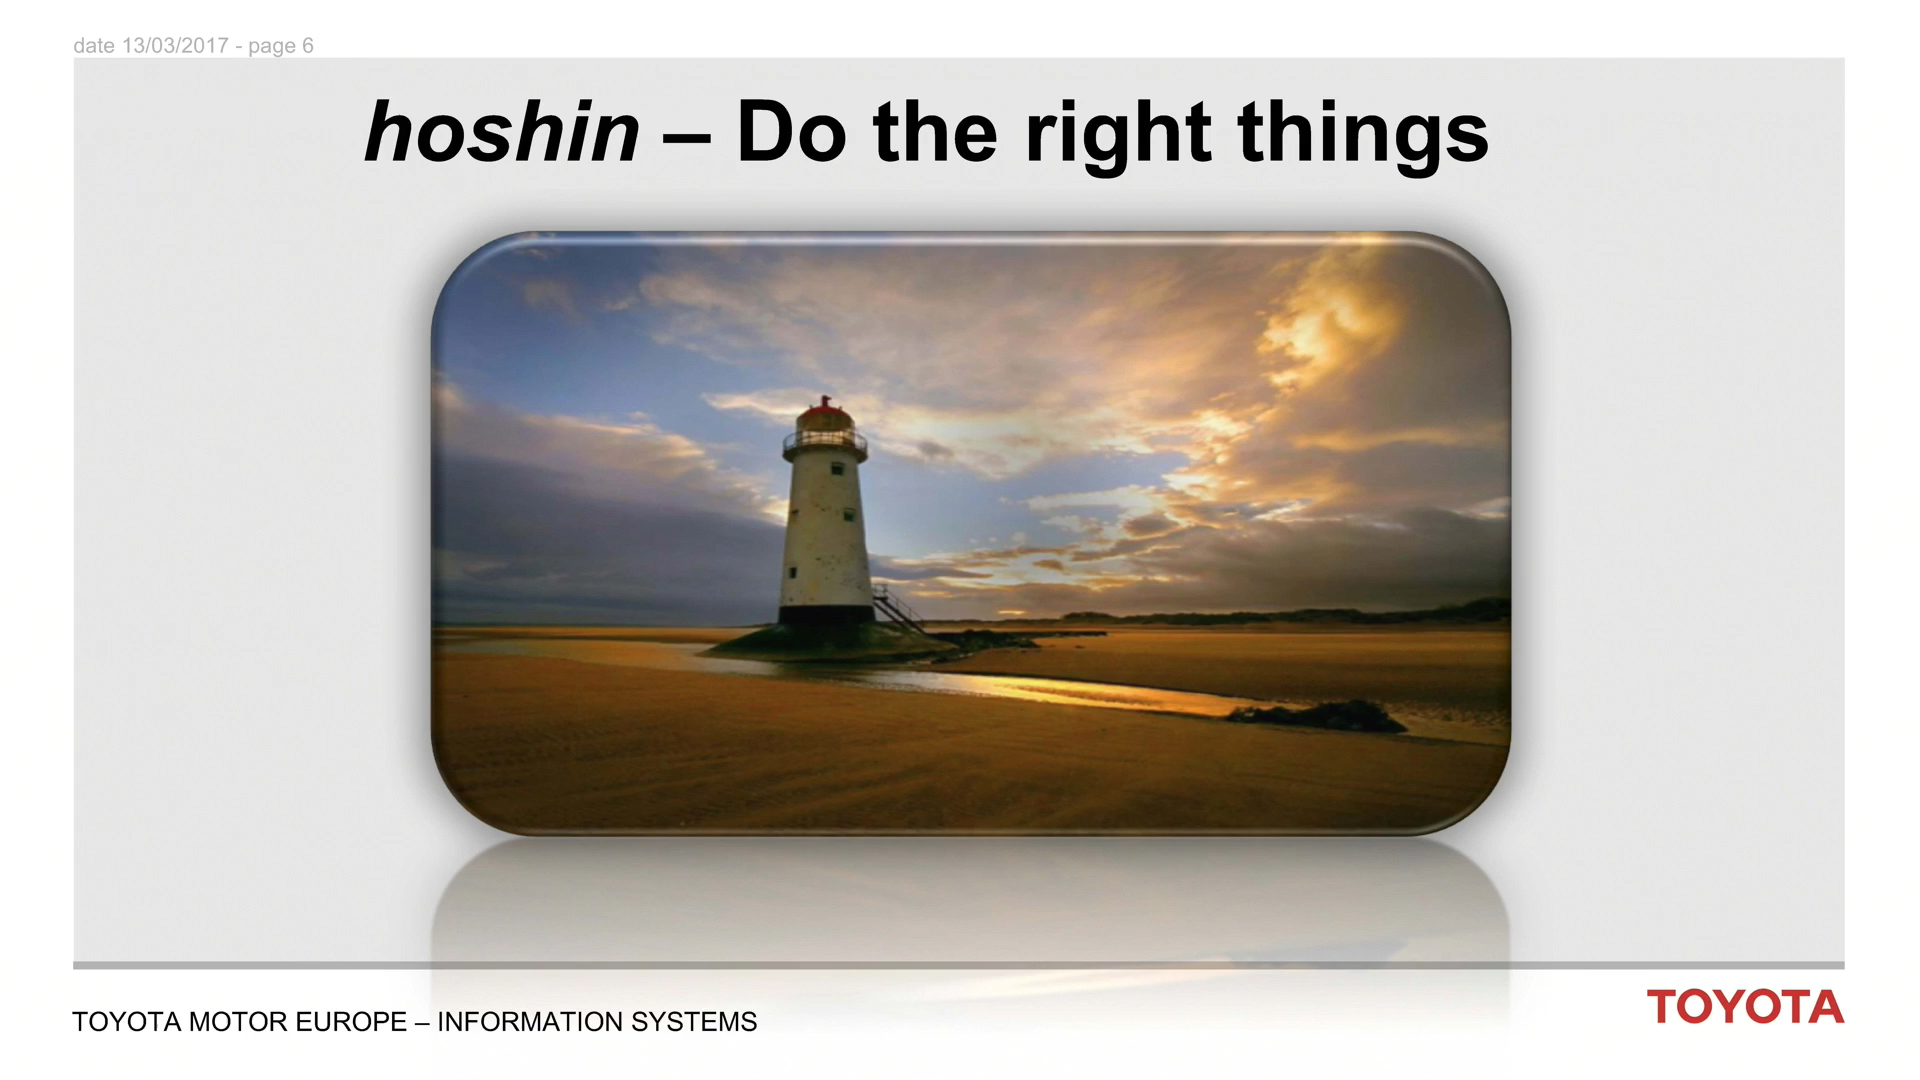 date 13/03/2017 - page 6
hoshin – Do the right things
TOYOTA MOTOR EUROPE – INFORMATION SYSTEMS
TOYOTA